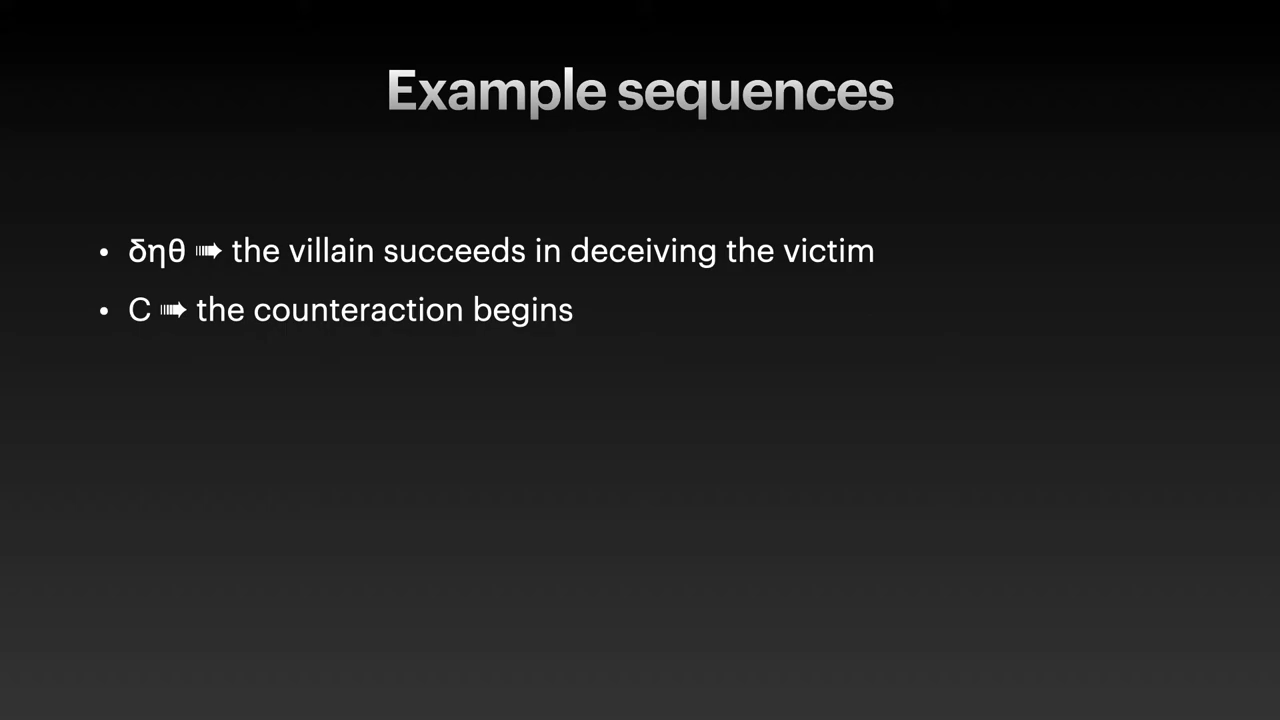 Example sequences
• δηθ ➠ the villain succeeds in deceiving the victim
• C ➠ the counteraction begins